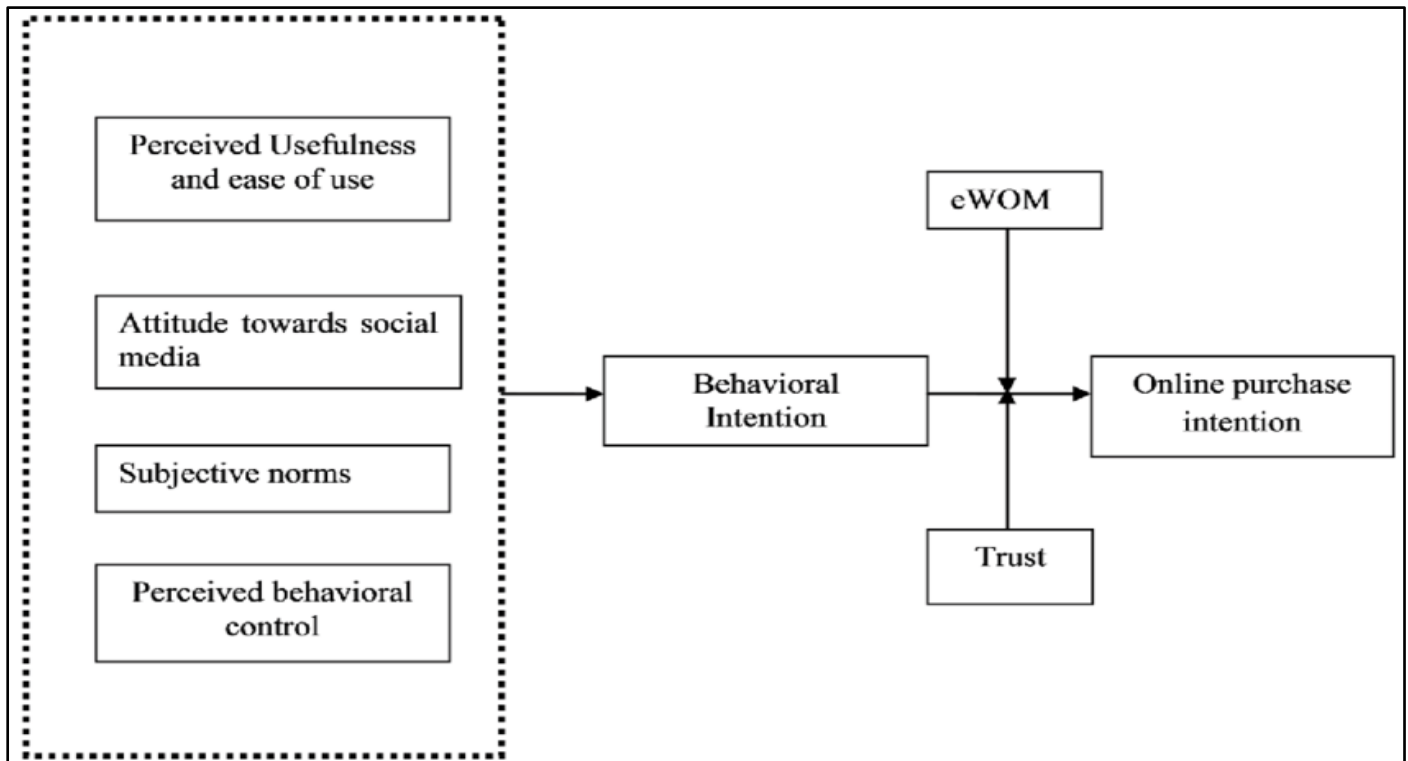 Perceived Usefulness
and ease of use
Attitude towards social
media
Subjective norms
Perceived behavioral
control
Behavioral
Intention
eWOM
Trust
Online purchase
intention